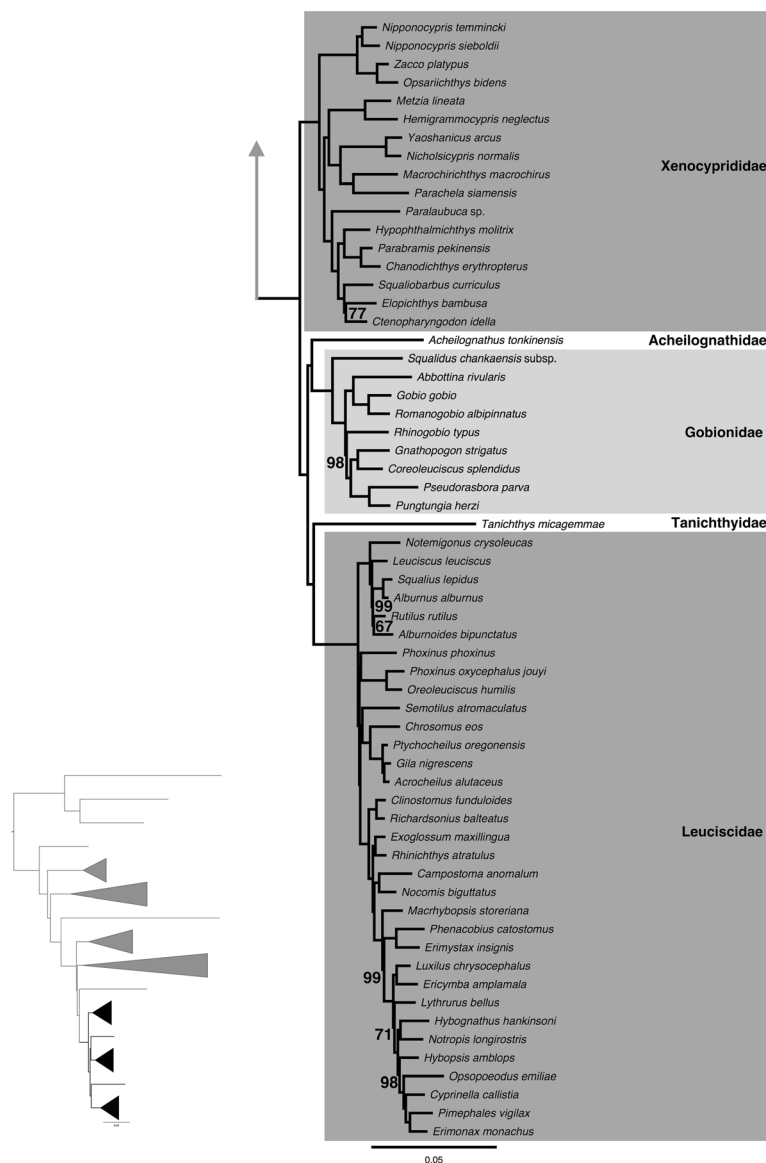 Nipponocypris temmincki
Nipponocypris sieboldii
Zacco platypus
Opsariichthys bidens
Metzia lineata
Hemigrammocypris neglectus
Yaoshanicus arcus
Nicholsicypris normalis
Xenocyprididae
Macrochirichthys macrochirus
Parachela siamensis
Paralaubuca sp.
Hypophthalmichthys molitrix
Parabramis pekinensis
Chanodichthys erythropterus
Squaliobarbus curriculus
Elopichthys bambusa
77
Ctenopharyngodon idella
Acheilognathus tonkinensis Acheilognathidae
Squalidus chankaensis subsp.
Abbottina rivularis
Gobio gobio
Romanogobio albipinnatus
Rhinogobio typus Gobionidae
Gnathopogon strigatus
98
Coreoleuciscus splendidus
Pseudorasbora parva
Pungtungia herzi
Tanichthys micagemmae Tanichthyidae
Notemigonus crysoleucas
Leuciscus leuciscus
Squalius lepidus
Alburnus alburnus
99
Rutilus rutilus
67
Alburnoides bipunctatus
Phoxinus phoxinus
Phoxinus oxycephalus jouyi
Oreoleuciscus humilis
Semotilus atromaculatus
Chrosomus eos
Ptychocheilus oregonensis
Gila nigrescens
Acrocheilus alutaceus
Clinostomus funduloides
Richardsonius balteatus
Leuciscidae
Exoglossum maxillingua
Rhinichthys atratulus
Campostoma anomalum
Nocomis biguttatus
Macrhybopsis storeriana
Phenacobius catostomus
Erimystax insignis
99
Luxilus chrysocephalus
Ericymba amplamala
Lythrurus bellus
Hybognathus hankinsoni
71
Notropis longirostris
Hybopsis amblops
98
Opsopoeodus emiliae
Cyprinella callistia
Pimephales vigilax
Erimonax monachus
0.05